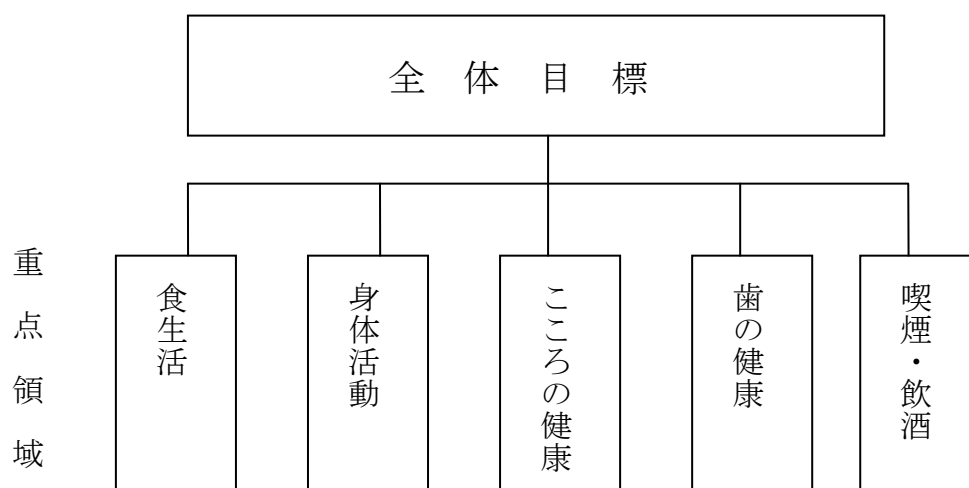 全体目標
重点領域
食生活
身体活動
こころの健康
歯の健康
喫煙・飲酒